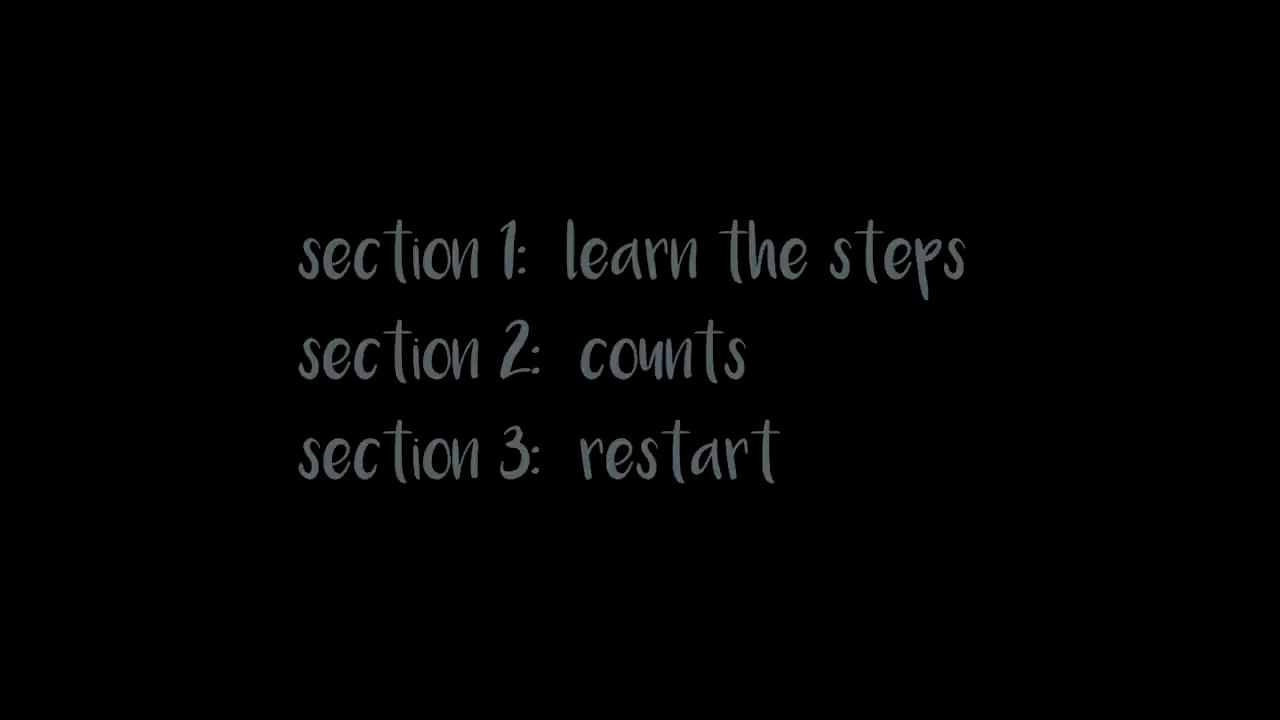 section 1: learn the steps
section 2: counts
section 3: restart